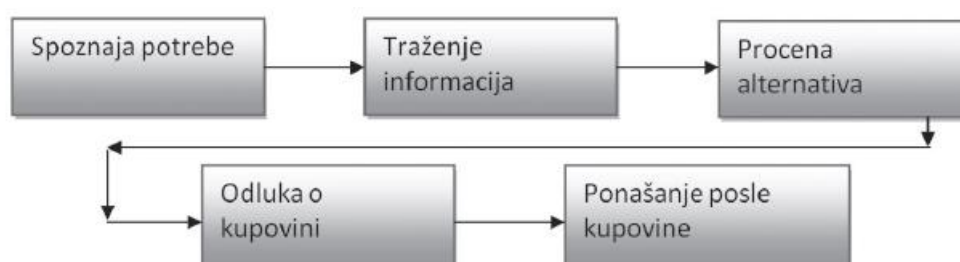 Spoznaja potrebe
Traženje
informacija
Procena
alternativa
Odluka o
kupovini
Ponašanje posle
kupovine